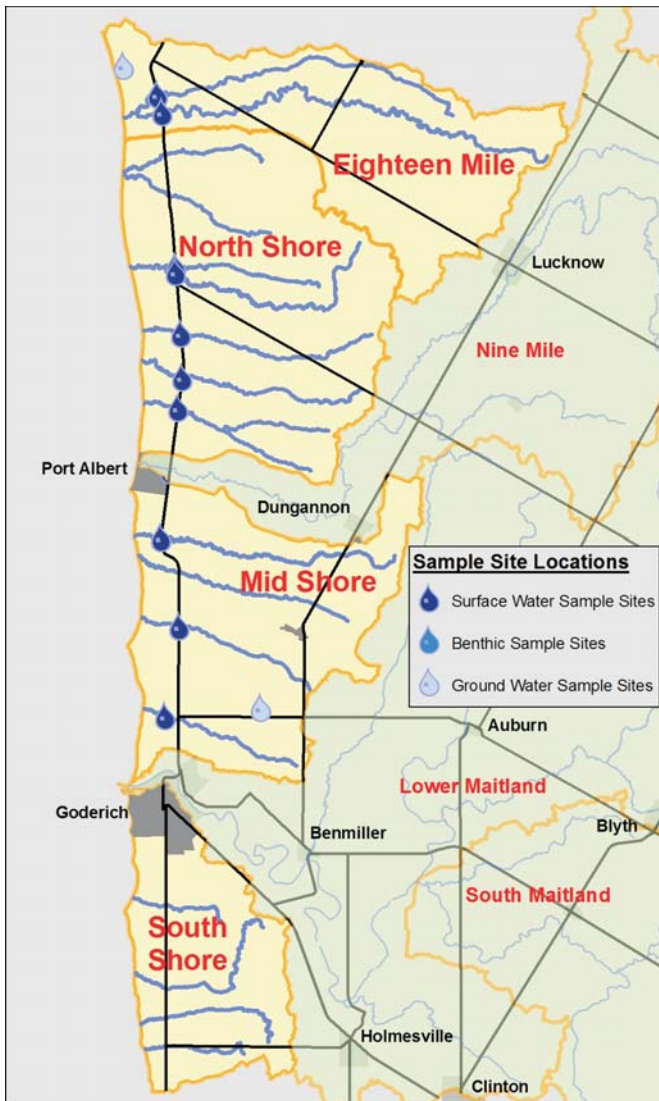 Eighteen Mile
North Shore
Lucknow
Nine Mile
Port Albert
Dungannon
Mid Shore
Sample Site Locations
Surface Water Sample Sites
Benthic Sample Sites
Ground Water Sample Sites
Auburn
Lower Maitland
Goderich
Blyth
Benmiller
South Maitland
South
Shore
Holmesville
Clinton